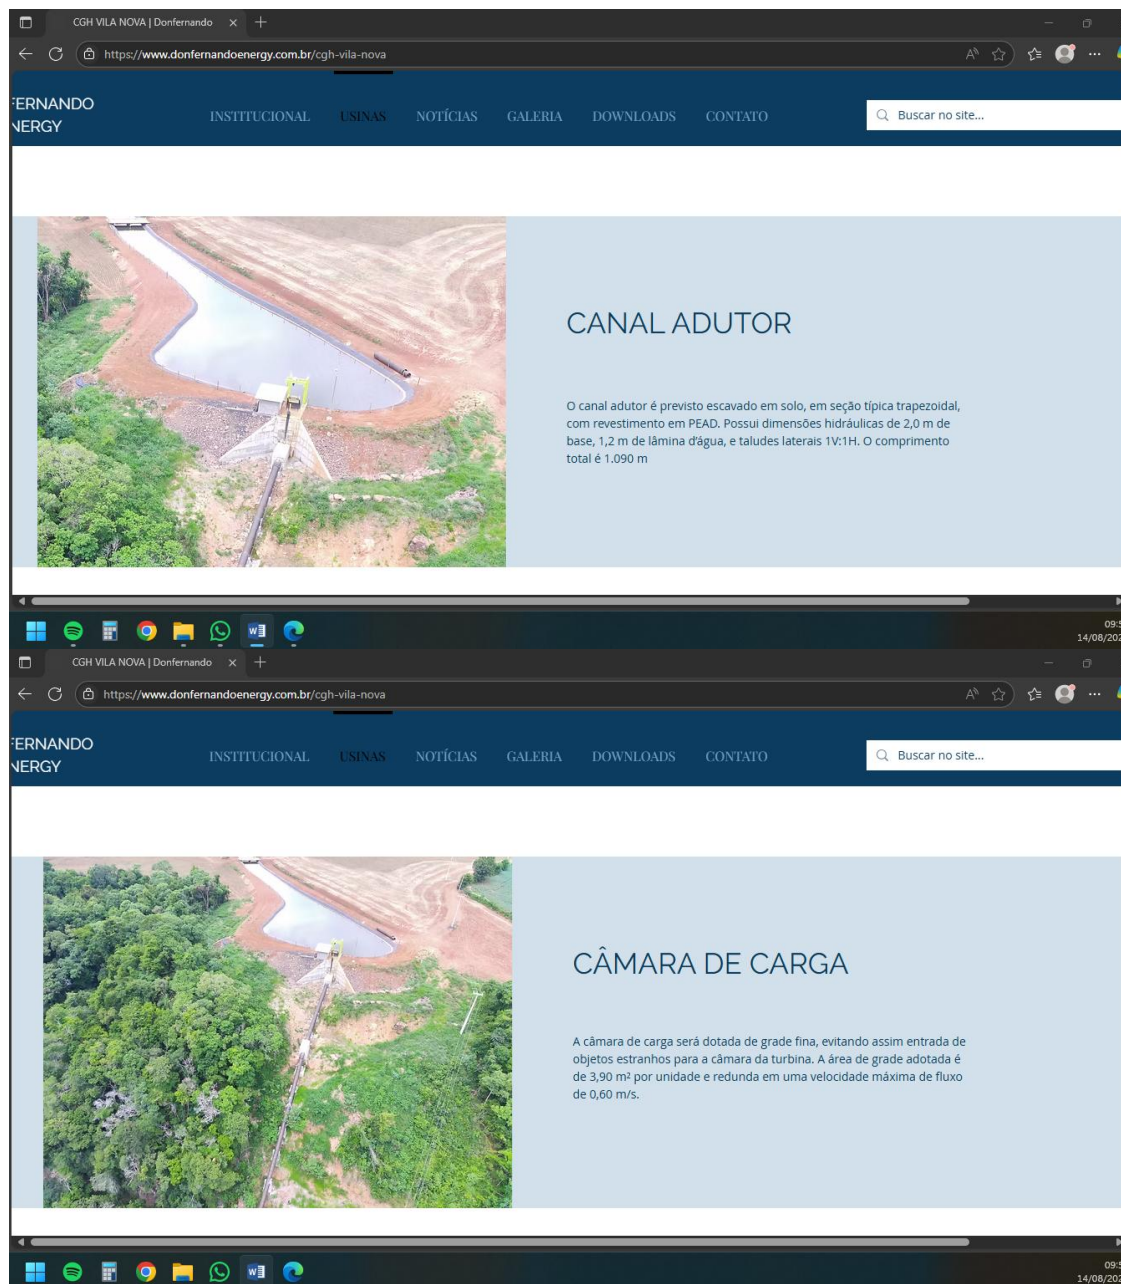 CGH VILA NOVA | Donfernando
https://www.donfernandoenergy.com.br/cgh-vila-nova
FERNANDO
NERGY
INSTITUCIONAL USINAS NOTÍCIAS GALERIA DOWNLOADS CONTATO
Buscar no site...
CANAL ADUTOR
O canal adutor é previsto escavado em solo, em seção típica trapezoidal,
com revestimento em PEAD. Possui dimensões hidráulicas de 2,0 m de
base, 1,2 m de lâmina d'água, e taludes laterais 1V:1H. O comprimento
total é 1.090 m
09:5
14/08/202
CGH VILA NOVA | Donfernando
https://www.donfernandoenergy.com.br/cgh-vila-nova
FERNANDO
NERGY
INSTITUCIONAL USINAS NOTÍCIAS GALERIA DOWNLOADS CONTATO
Buscar no site...
CÂMARA DE CARGA
A câmara de carga será dotada de grade fina, evitando assim entrada de
objetos estranhos para a câmara da turbina. A área de grade adotada é
de 3,90 m² por unidade e redunda em uma velocidade máxima de fluxo
de 0,60 m/s.
09:5
14/08/202